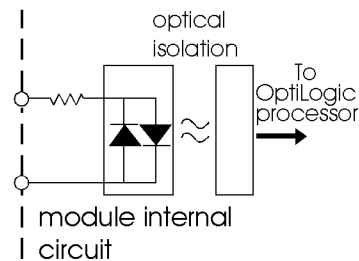 optical
isolation
To
OptiLogic
processor
module internal
circuit